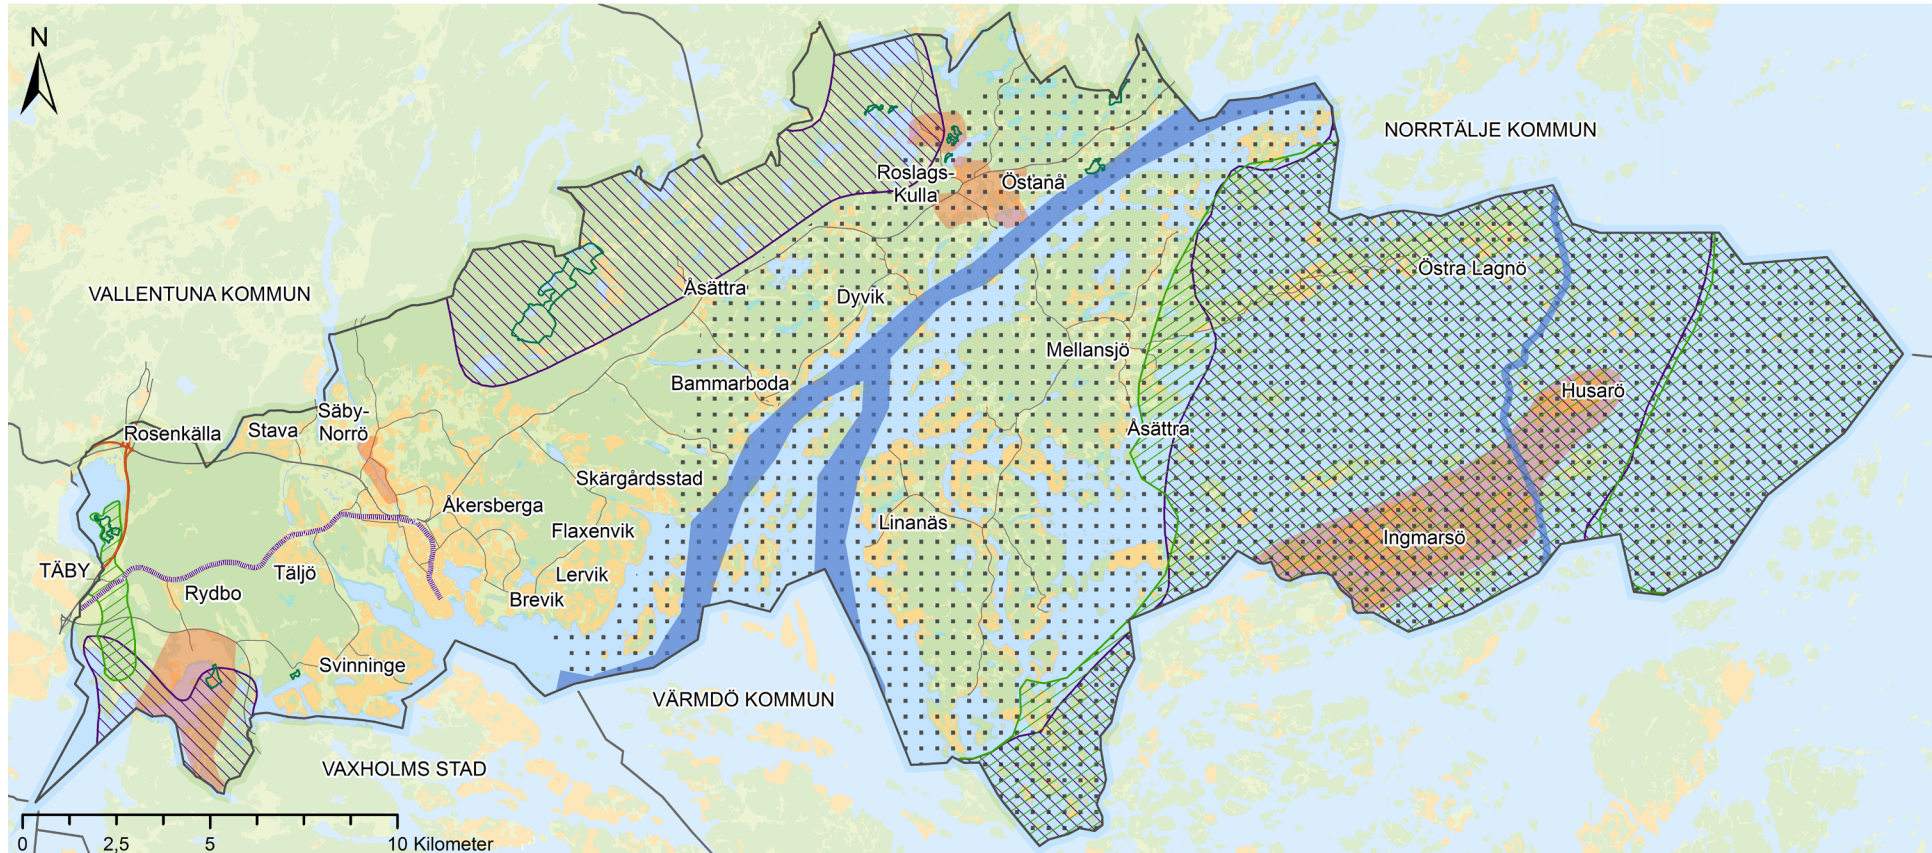 N
NORRTÄLJE KOMMUN
Roslags-
Kulla
Östanå
VALLENTUNA KOMMUN
Åsättra
Dyvik
Östra Lagnö
Mellansjö
Bammarboda
Husarö
Säby-
Norrö
Rosenkälla
Stava
Åsättra
Skärgårdsstad
Åkersberga
Linanäs
Flaxenvik
Ingmarsö
TÄBY
Täljö
Lervik
Rydbo
Brevik
Svinninge
VÄRMDÖ KOMMUN
VAXHOLMS STAD
0 2,5 5 10 Kilometer